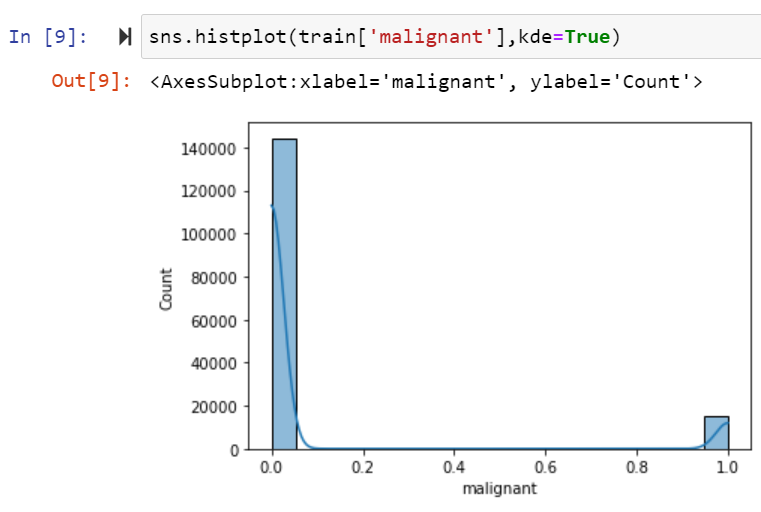 In [9]: sns.histplot(train['malignant'],kde=True)
Out[9]: <AxesSubplot:xlabel='malignant', ylabel='Count'>
140000
120000
100000
80000
60000
40000
20000
0
Count
0.0 0.2 0.4 0.6 0.8 1.0
malignant